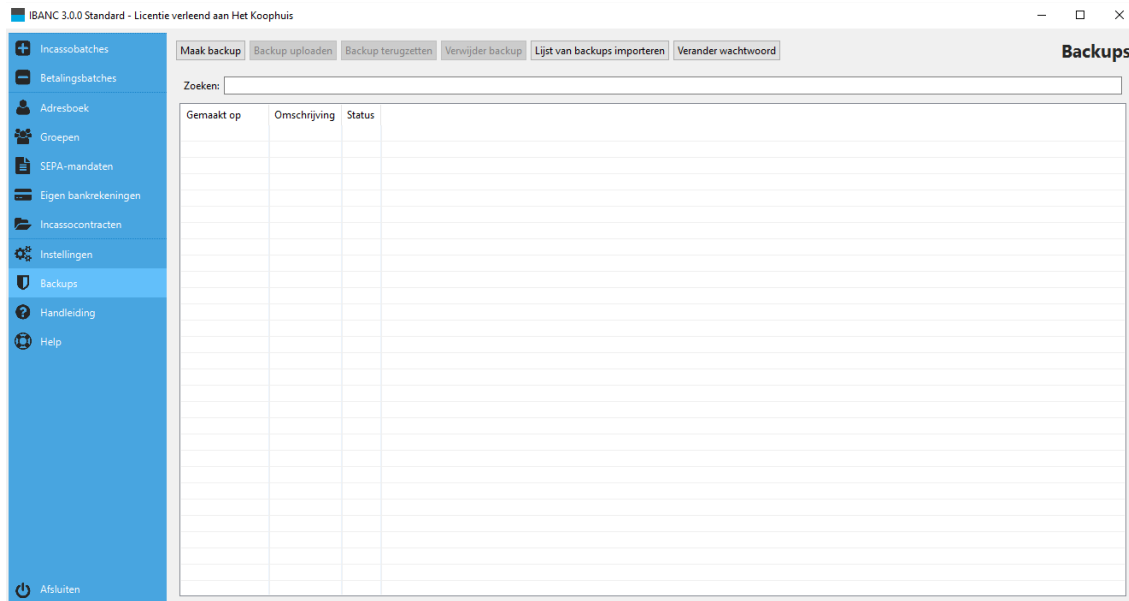 IBANC 3.0.0 Standard - Licentie verleend aan Het Koophuis
Incassobatches
Betalingsbatches
Adresboek
Groepen
SEPA-mandaten
Eigen bankrekeningen
Incassocontracten
Instellingen
Backups
Handleiding
Help
Afsluiten
Maak backup Backup uploaden Backup terugzetten Verwijder backup Lijst van backups importeren Verander wachtwoord Backups
Zoeken:
Gemaakt op Omschrijving Status